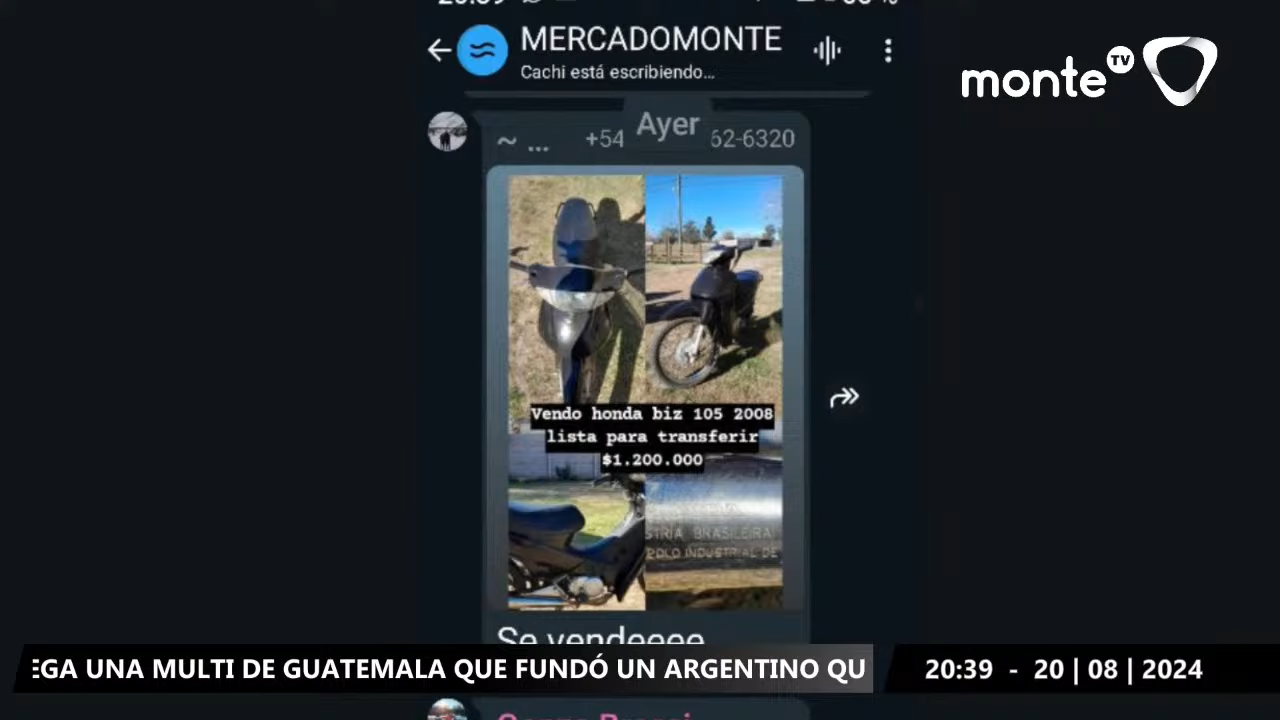 MERCADOMONTE
Cachi está escribiendo...
monte TV
Ayer
~ ...
+54
62-6320
Vendo honda biz 105 2008
lista para transferir
$1.200.000
STRIA BRASILEIRA
POLO INDUSTRIAL DE
Se vendeeee
EGA UNA MULTI DE GUATEMALA QUE FUNDÓ UN ARGENTINO QU
20:39 - 20 | 08 | 2024